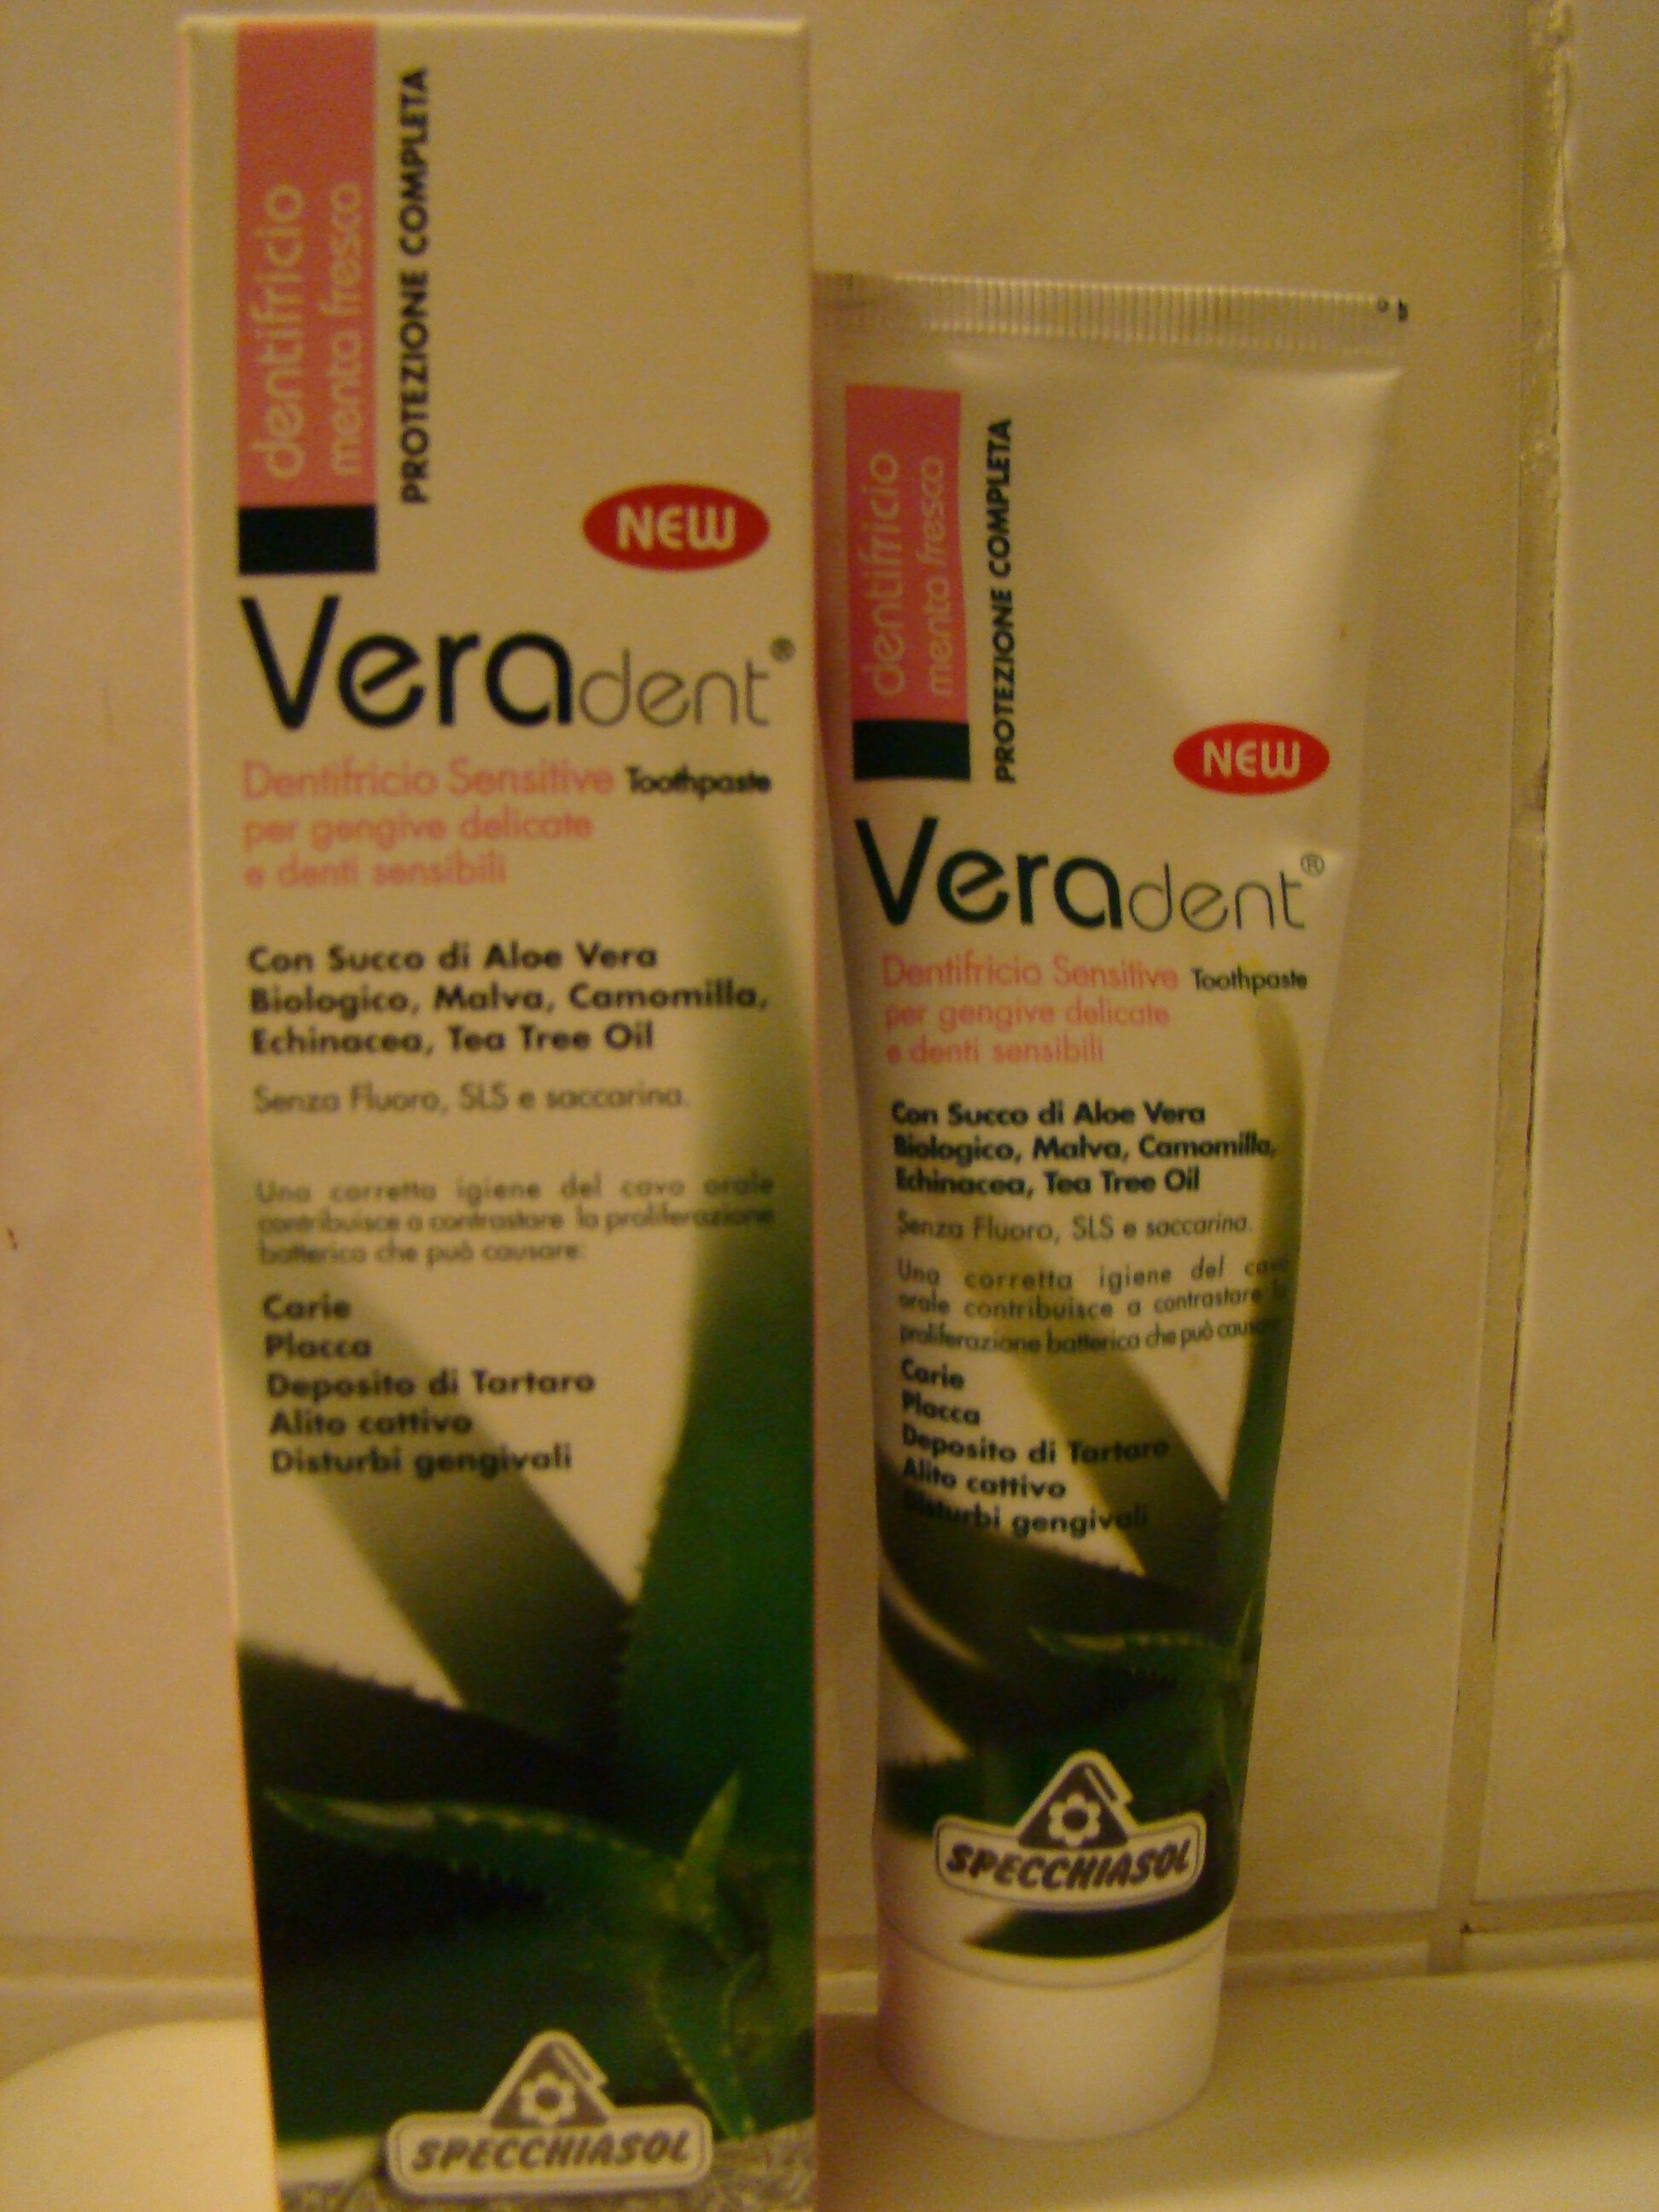 dentifricio
menta fresca
PROTEZIONE COMPLETA
NEW
Veradent®
Dentifricio Sensitive Toothpaste
per gengive delicate
e denti sensibili
Con Succo di Aloe Vera
Biologico, Malva, Camomilla,
Echinacea, Tea Tree Oil
Senza Fluoro, SLS e saccarina.
Una corretta igiene del cavo orale
contribuisce a contrastare la proliferazione
batterica che può causare:
Carie
Placca
Deposito di Tartaro
Alito cattivo
Disturbi gengivali
SPECCHIASOL
dentifricio
menta fresca
PROTEZIONE COMPLETA
NEW
Veradent®
Dentifricio Sensitive Toothpaste
per gengive delicate
e denti sensibili
Con Succo di Aloe Vera
Biologico, Malva, Camomilla,
Echinacea, Tea Tree Oil
Senza Fluoro, SLS e saccarina.
Una corretta igiene del cavo
orale contribuisce a contrastare la
proliferazione batterica che può causare
Carie
Placca
Deposito di Tartaro
Alito cattivo
Disturbi gengivali
SPECCHIASOL